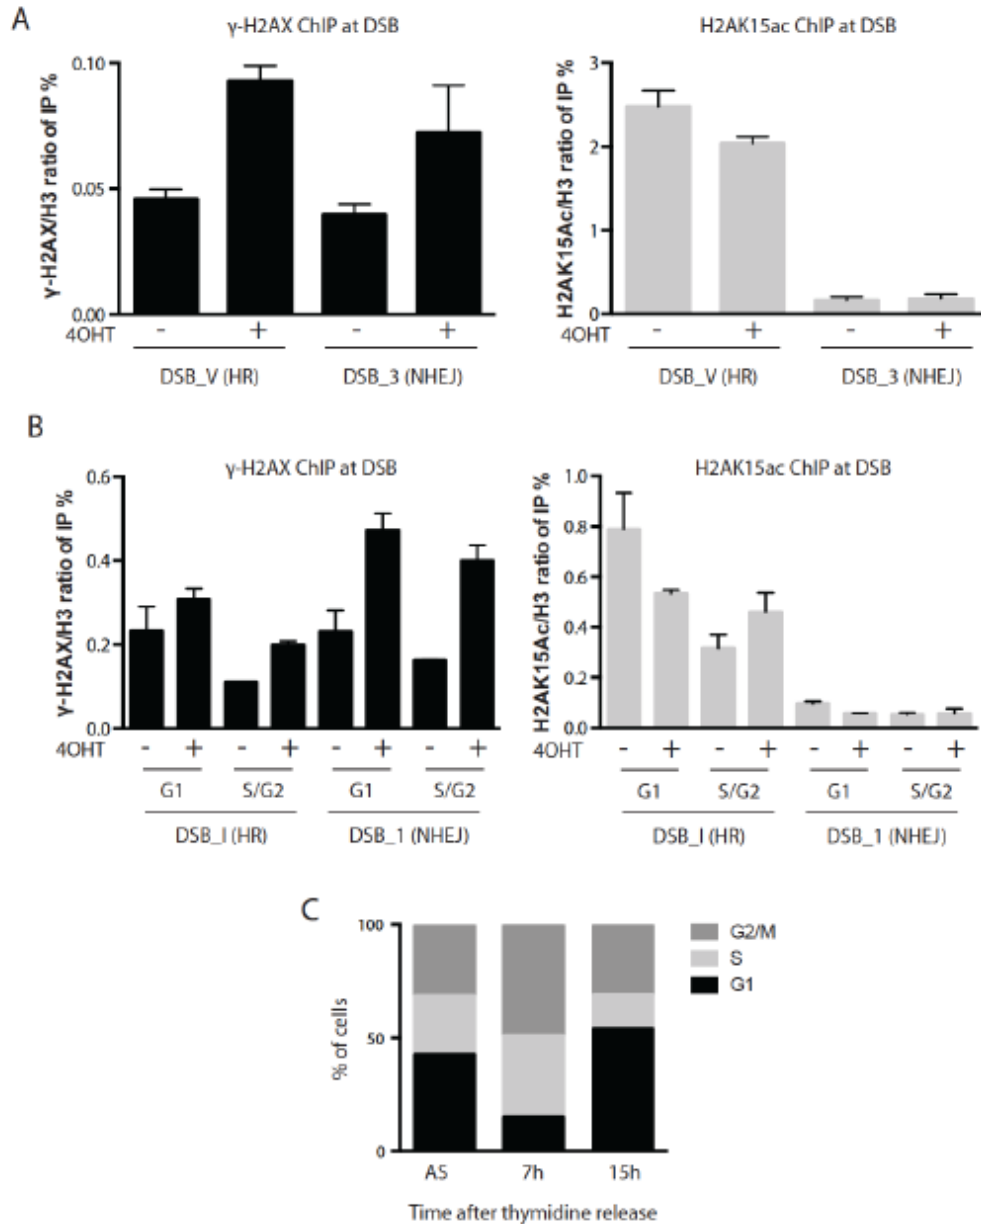 A
γ-H2AX ChIP at DSB
γ-H2AX/H3 ratio of IP %
0.10
0.05
0.00
4OHT - + - +
DSB_V (HR) DSB_3 (NHEJ)
H2AK15ac ChIP at DSB
H2AK15Ac/H3 ratio of IP %
3
2
1
0
4OHT - + - +
DSB_V (HR) DSB_3 (NHEJ)
B
γ-H2AX ChIP at DSB
γ-H2AX/H3 ratio of IP %
0.6
0.4
0.2
0.0
4OHT - + - + - + - +
G1 S/G2 G1 S/G2
DSB_I (HR) DSB_1 (NHEJ)
H2AK15ac ChIP at DSB
H2AK15Ac/H3 ratio of IP %
1.0
0.8
0.6
0.4
0.2
0.0
4OHT - + - + - + - +
G1 S/G2 G1 S/G2
DSB_I (HR) DSB_1 (NHEJ)
C
% of cells
100
50
0
AS 7h 15h
Time after thymidine release
G2/M
S
G1